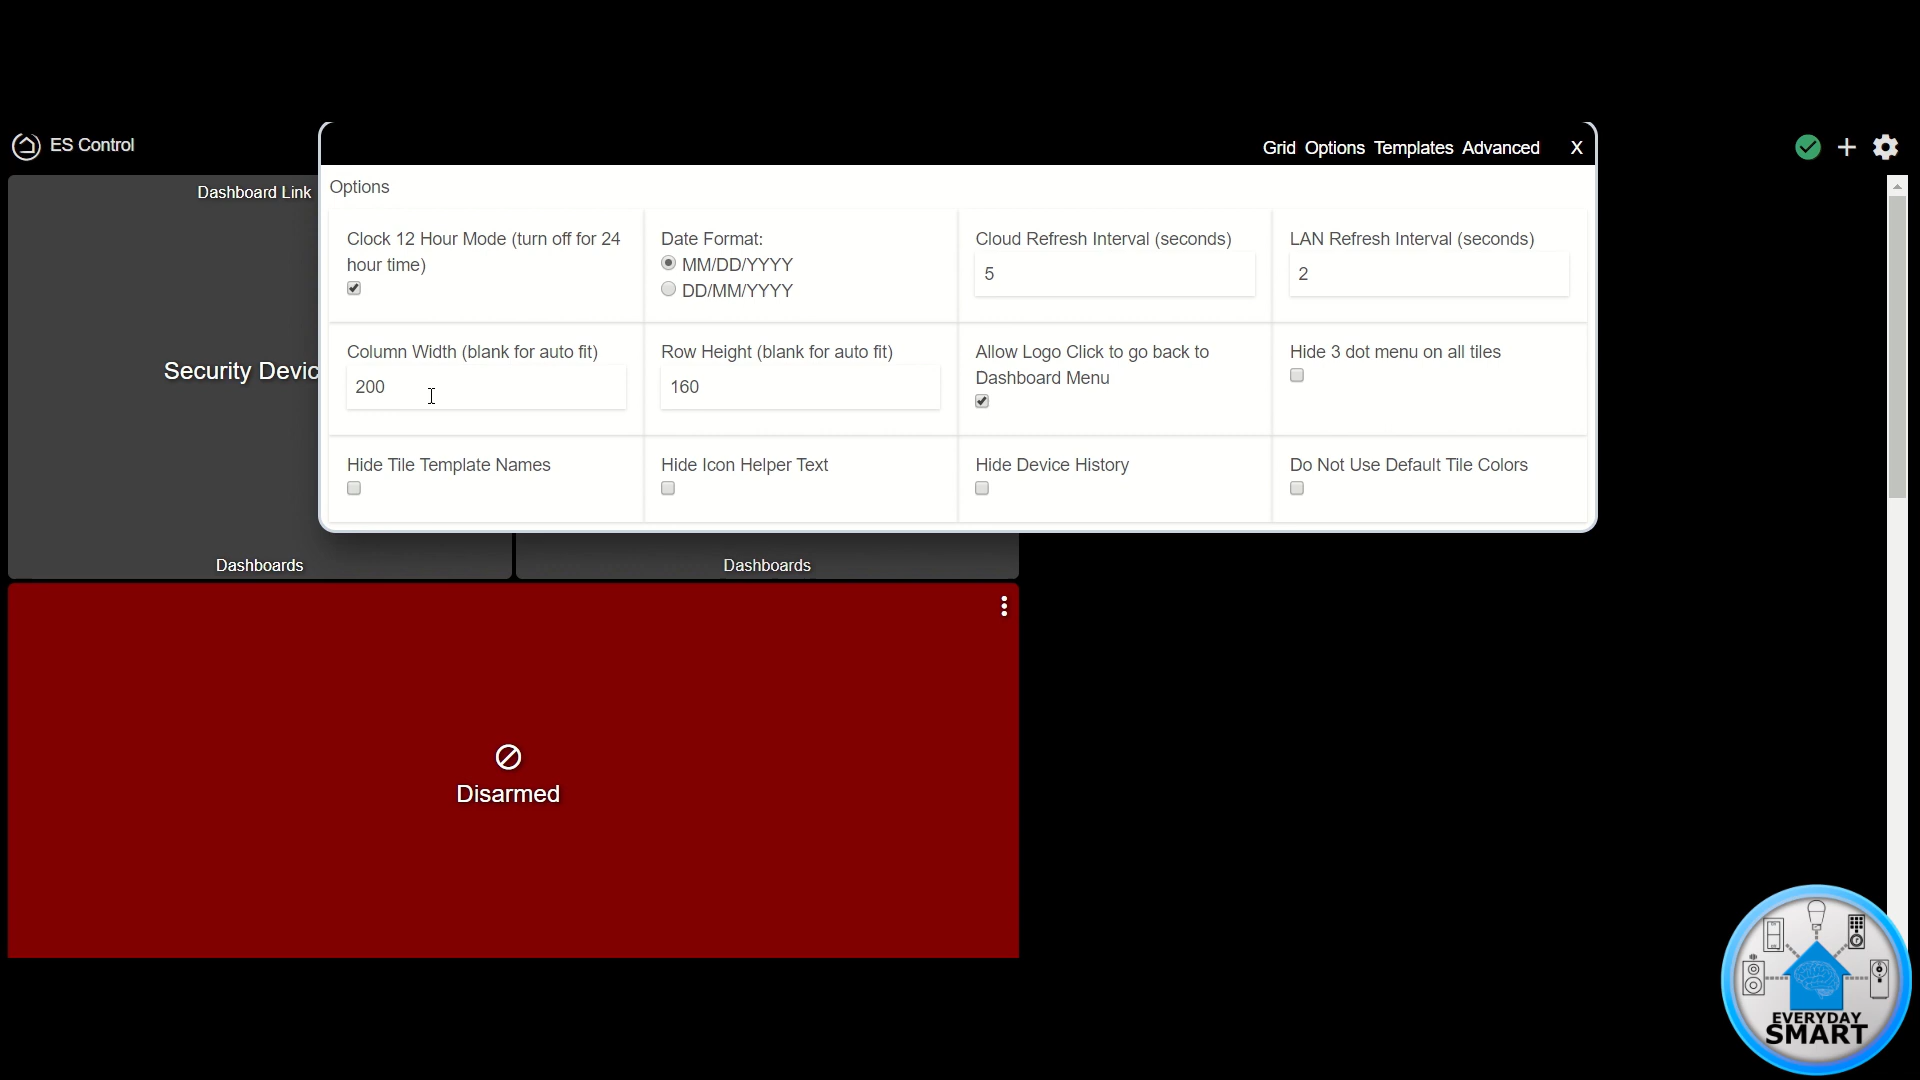 ES Control
Grid Options Templates Advanced X
Dashboard Link
Options
Clock 12 Hour Mode (turn off for 24
hour time)
Date Format:
MM/DD/YYYY
DD/MM/YYYY
Cloud Refresh Interval (seconds)
5
LAN Refresh Interval (seconds)
2
Security Devic
Column Width (blank for auto fit)
200
Row Height (blank for auto fit)
160
Allow Logo Click to go back to
Dashboard Menu
Hide 3 dot menu on all tiles
Hide Tile Template Names
Hide Icon Helper Text
Hide Device History
Do Not Use Default Tile Colors
Dashboards
Dashboards
Disarmed
EVERYDAY
SMART